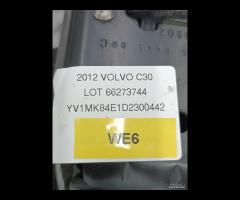 2012 VOLVO C30
LOT 66273744
YV1MK84E1D2300442
WE6